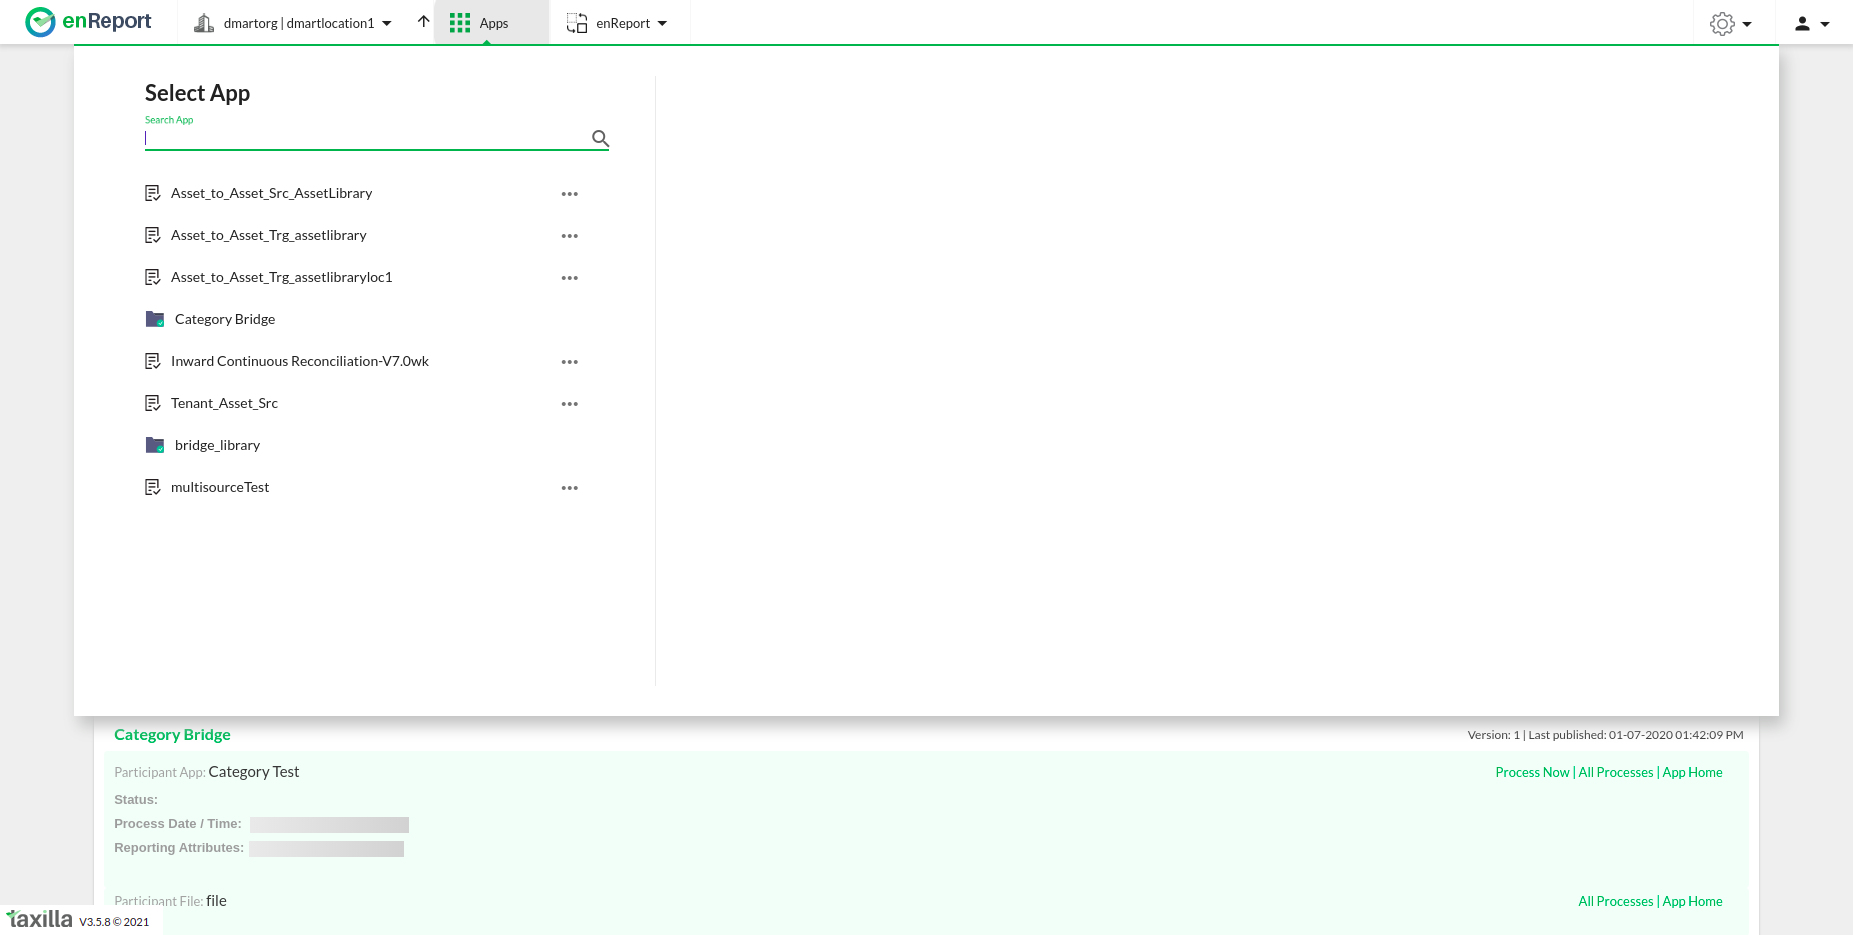 enReport
dmartorg | dmartlocation1
Apps
enReport
Select App
Search App
Asset_to_Asset_Src_AssetLibrary
Asset_to_Asset_Trg_assetlibrary
Asset_to_Asset_Trg_assetlibraryloc1
Category Bridge
Inward Continuous Reconciliation-V7.0wk
Tenant_Asset_Src
bridge_library
multisourceTest
Category Bridge
Version: 1 | Last published: 01-07-2020 01:42:09 PM
Participant App: Category Test
Process Now | All Processes | App Home
Status:
Process Date / Time:
Reporting Attributes:
Participant File: file
All Processes | App Home
taxilla V3.5.8 © 2021